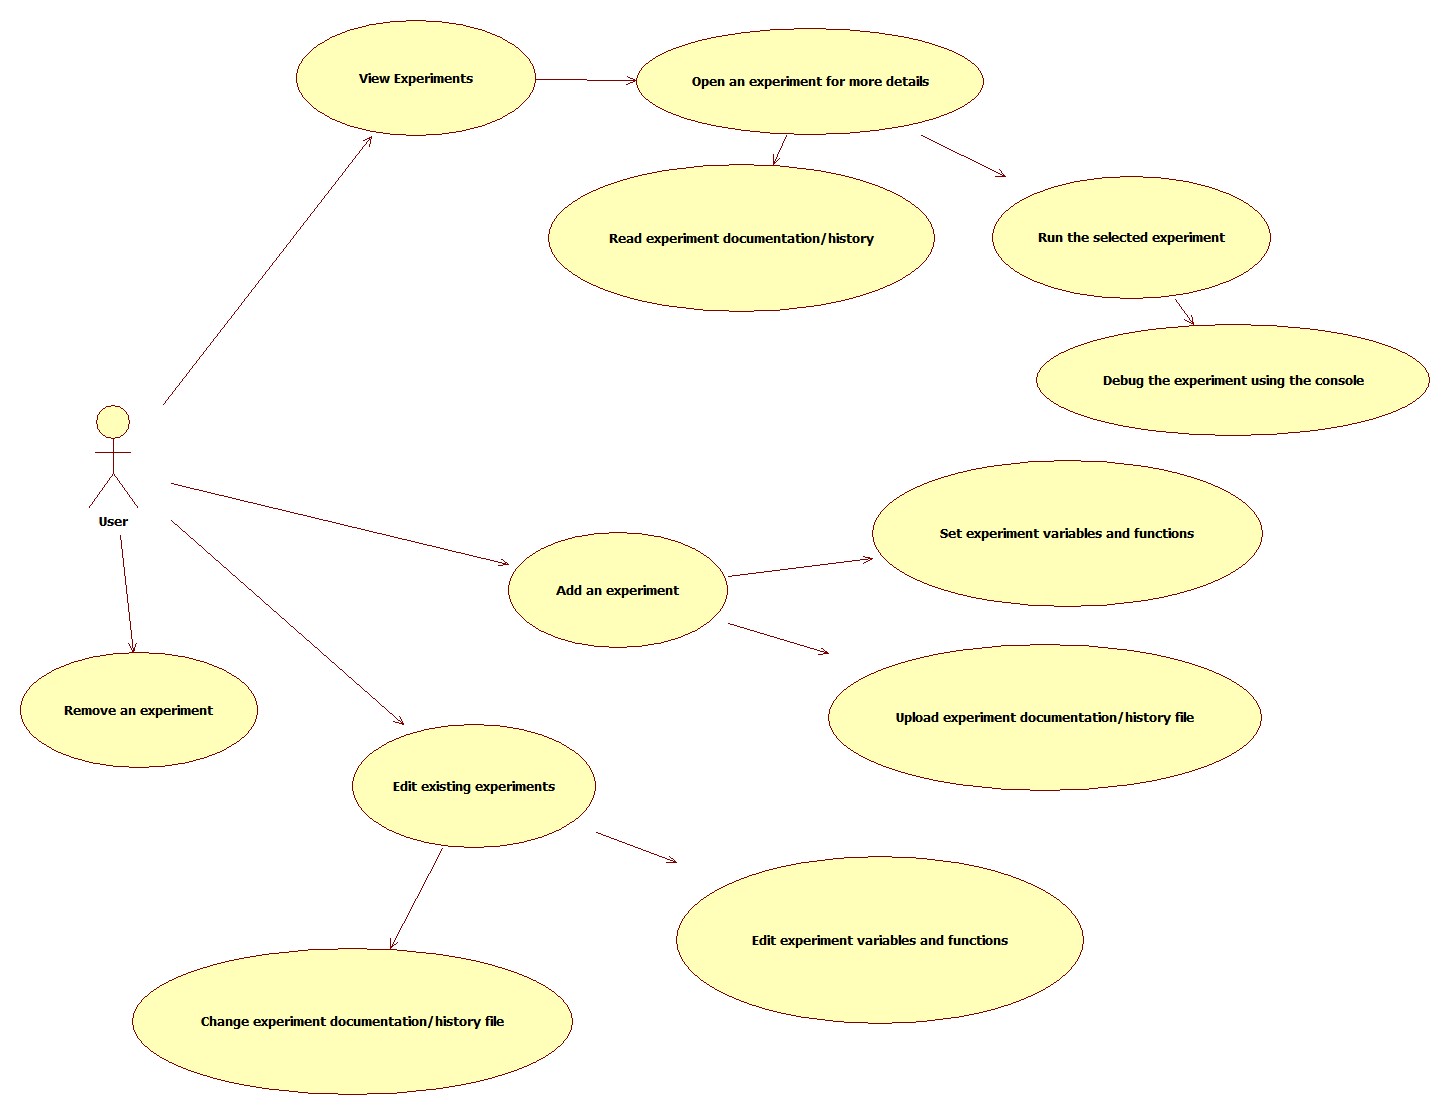 View Experiments
Open an experiment for more details
Read experiment documentation/history
Run the selected experiment
Debug the experiment using the console
User
Set experiment variables and functions
Add an experiment
Upload experiment documentation/history file
Remove an experiment
Edit existing experiments
Edit experiment variables and functions
Change experiment documentation/history file